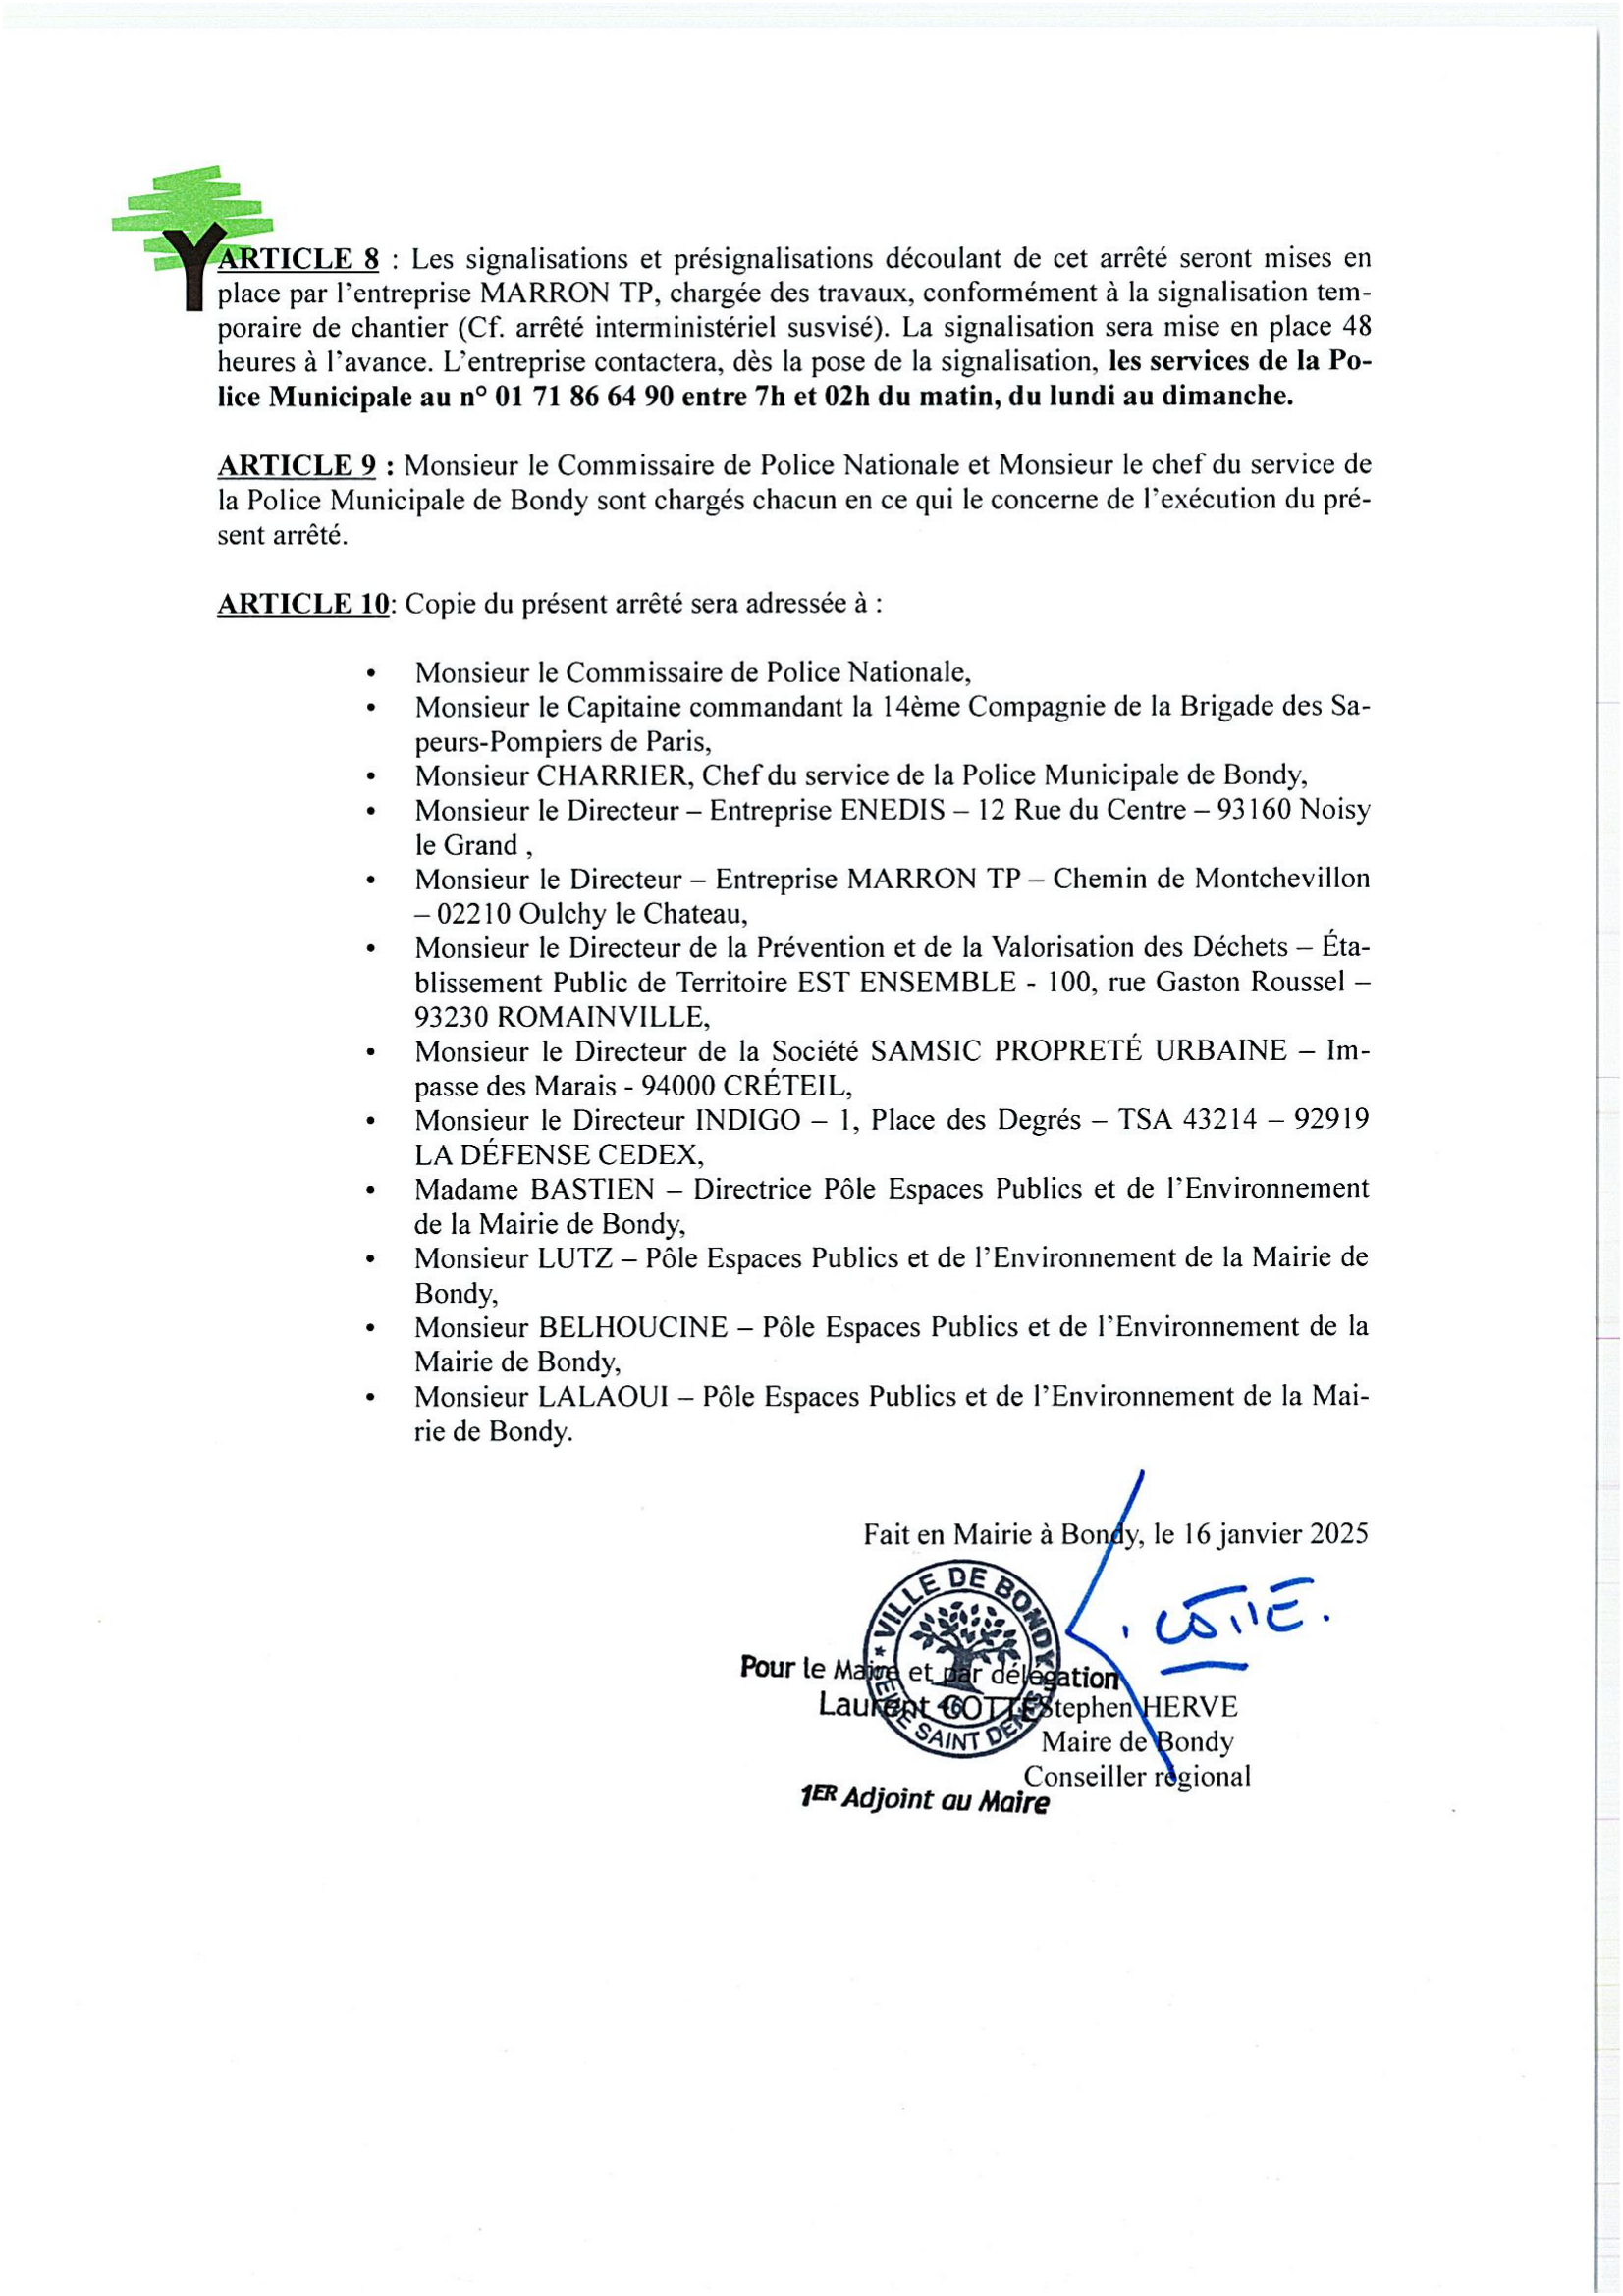 ARTICLE 8 : Les signalisations et présignalisations découlant de cet arrêté seront mises en
place par l'entreprise MARRON TP, chargée des travaux, conformément à la signalisation tem-
poraire de chantier (Cf. arrêté interministériel susvisé). La signalisation sera mise en place 48
heures à l'avance. L'entreprise contactera, dès la pose de la signalisation, les services de la Po-
lice Municipale au n° 01 71 86 64 90 entre 7h et 02h du matin, du lundi au dimanche.
ARTICLE 9 : Monsieur le Commissaire de Police Nationale et Monsieur le chef du service de
la Police Municipale de Bondy sont chargés chacun en ce qui le concerne de l'exécution du pré-
sent arrêté.
ARTICLE 10: Copie du présent arrêté sera adressée à :
• Monsieur le Commissaire de Police Nationale,
• Monsieur le Capitaine commandant la 14ème Compagnie de la Brigade des Sa-
peurs-Pompiers de Paris,
• Monsieur CHARRIER, Chef du service de la Police Municipale de Bondy,
• Monsieur le Directeur – Entreprise ENEDIS – 12 Rue du Centre – 93160 Noisy
le Grand ,
• Monsieur le Directeur – Entreprise MARRON TP – Chemin de Montchevillon
– 02210 Oulchy le Chateau,
• Monsieur le Directeur de la Prévention et de la Valorisation des Déchets – Éta-
blissement Public de Territoire EST ENSEMBLE - 100, rue Gaston Roussel –
93230 ROMAINVILLE,
• Monsieur le Directeur de la Société SAMSIC PROPRETÉ URBAINE – Im-
passe des Marais - 94000 CRÉTEIL,
• Monsieur le Directeur INDIGO – 1, Place des Degrés – TSA 43214 – 92919
LA DÉFENSE CEDEX,
• Madame BASTIEN – Directrice Pôle Espaces Publics et de l'Environnement
de la Mairie de Bondy,
• Monsieur LUTZ – Pôle Espaces Publics et de l'Environnement de la Mairie de
Bondy,
• Monsieur BELHOUCINE – Pôle Espaces Publics et de l'Environnement de la
Mairie de Bondy,
• Monsieur LALAOUI – Pôle Espaces Publics et de l'Environnement de la Mai-
rie de Bondy.
Fait en Mairie à Bondy, le 16 janvier 2025
VILLE DE BONDY
COTTE.
Pour le Maire et par délégation
Laurent COTTE
Stephen HERVE
46
SEINE SAINT DENIS
Maire de Bondy
Conseiller régional
1ER Adjoint au Maire